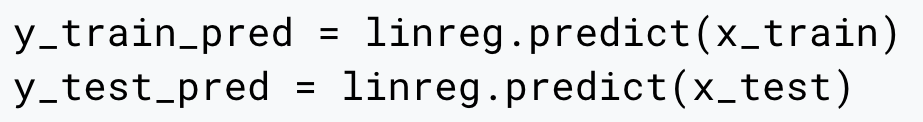 y_train_pred = linreg.predict(x_train)
y_test_pred = linreg.predict(x_test)